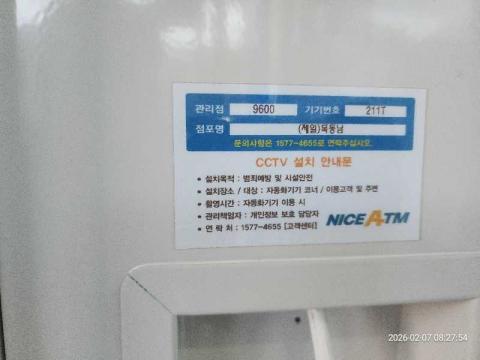 관리점 9600 기기번호 211T
점포명 (세일)목동남
문의사항은 1577-4655로 연락주십시오.
CCTV 설치 안내문
• 설치목적 : 범죄예방 및 시설안전
• 설치장소 / 대상 : 자동화기기 코너 / 이용고객 및 주변
• 촬영시간 : 자동화기기 이용 시
• 관리책임자 : 개인정보 보호 담당자
• 연 락 처 : 1577-4655 [고객센터]
NICE ATM
2026-02-07 08:27:54